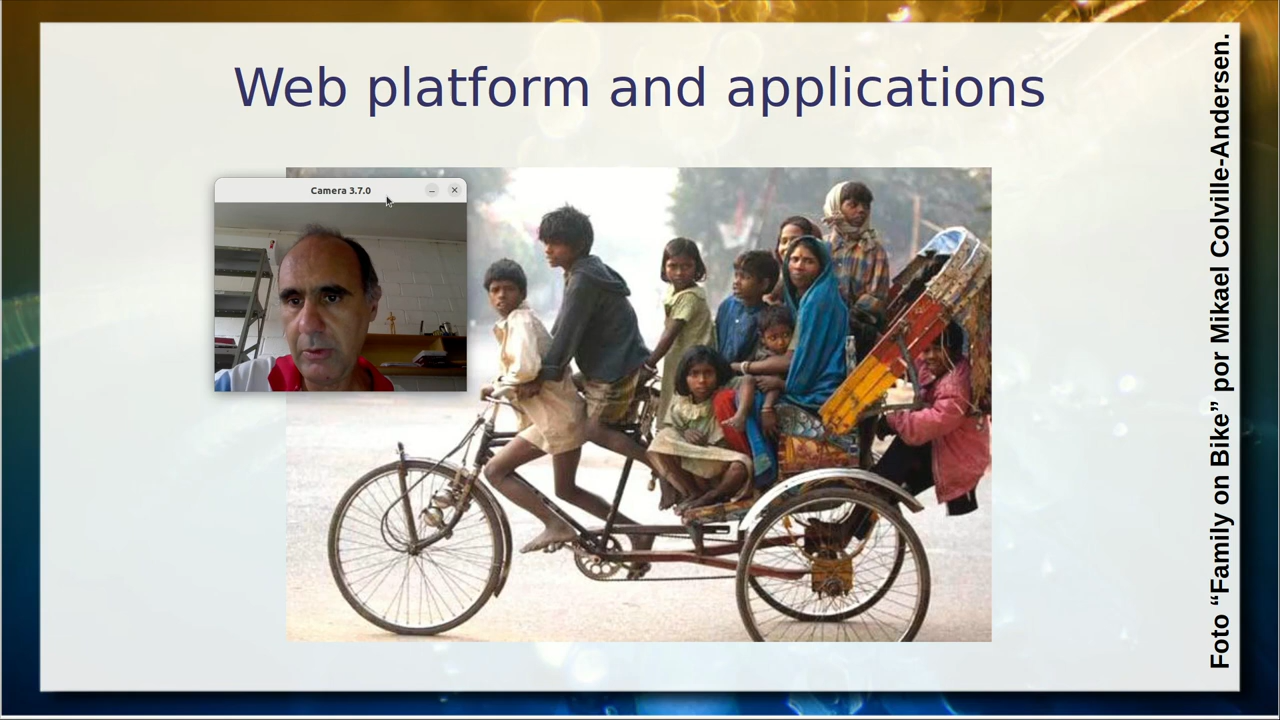 Web platform and applications
Camera 3.7.0
Foto “Family on Bike” por Mikael Colville-Andersen.